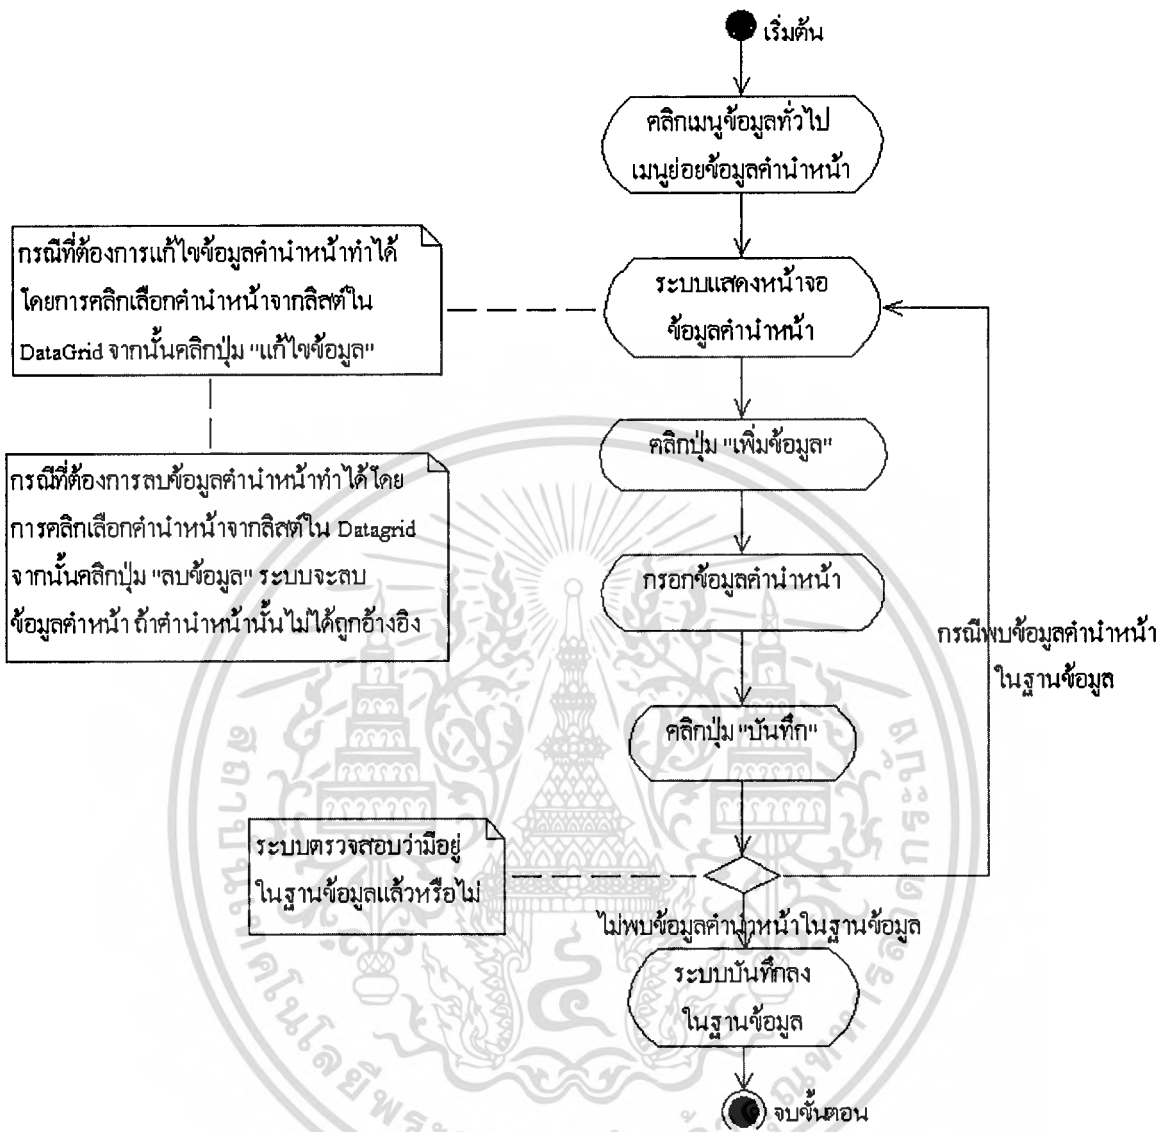 เริ่มต้น
คลิกเมนูข้อมูลทั่วไป
เมนูย่อยข้อมูลคำนำหน้า
กรณีที่ต้องการแก้ไขข้อมูลคำนำหน้าทำได้
โดยการคลิกเลือกคำนำหน้าจากลิสต์ใน
DataGrid จากนั้นคลิกปุ่ม "แก้ไขข้อมูล"
ระบบแสดงหน้าจอ
ข้อมูลคำนำหน้า
คลิกปุ่ม "เพิ่มข้อมูล"
กรณีที่ต้องการลบข้อมูลคำนำหน้าทำได้โดย
การคลิกเลือกคำนำหน้าจากลิสต์ใน Datagrid
จากนั้นคลิกปุ่ม "ลบข้อมูล" ระบบจะลบ
ข้อมูลคำหน้า ถ้าคำนำหน้านั้นไม่ได้ถูกอ้างอิง
กรอกข้อมูลคำนำหน้า
กรณีพบข้อมูลคำนำหน้า
ในฐานข้อมูล
คลิกปุ่ม "บันทึก"
ระบบตรวจสอบว่ามีอยู่
ในฐานข้อมูลแล้วหรือไม่
ไม่พบข้อมูลคำนำหน้าในฐานข้อมูล
ระบบบันทึกลง
ในฐานข้อมูล
จบขั้นตอน